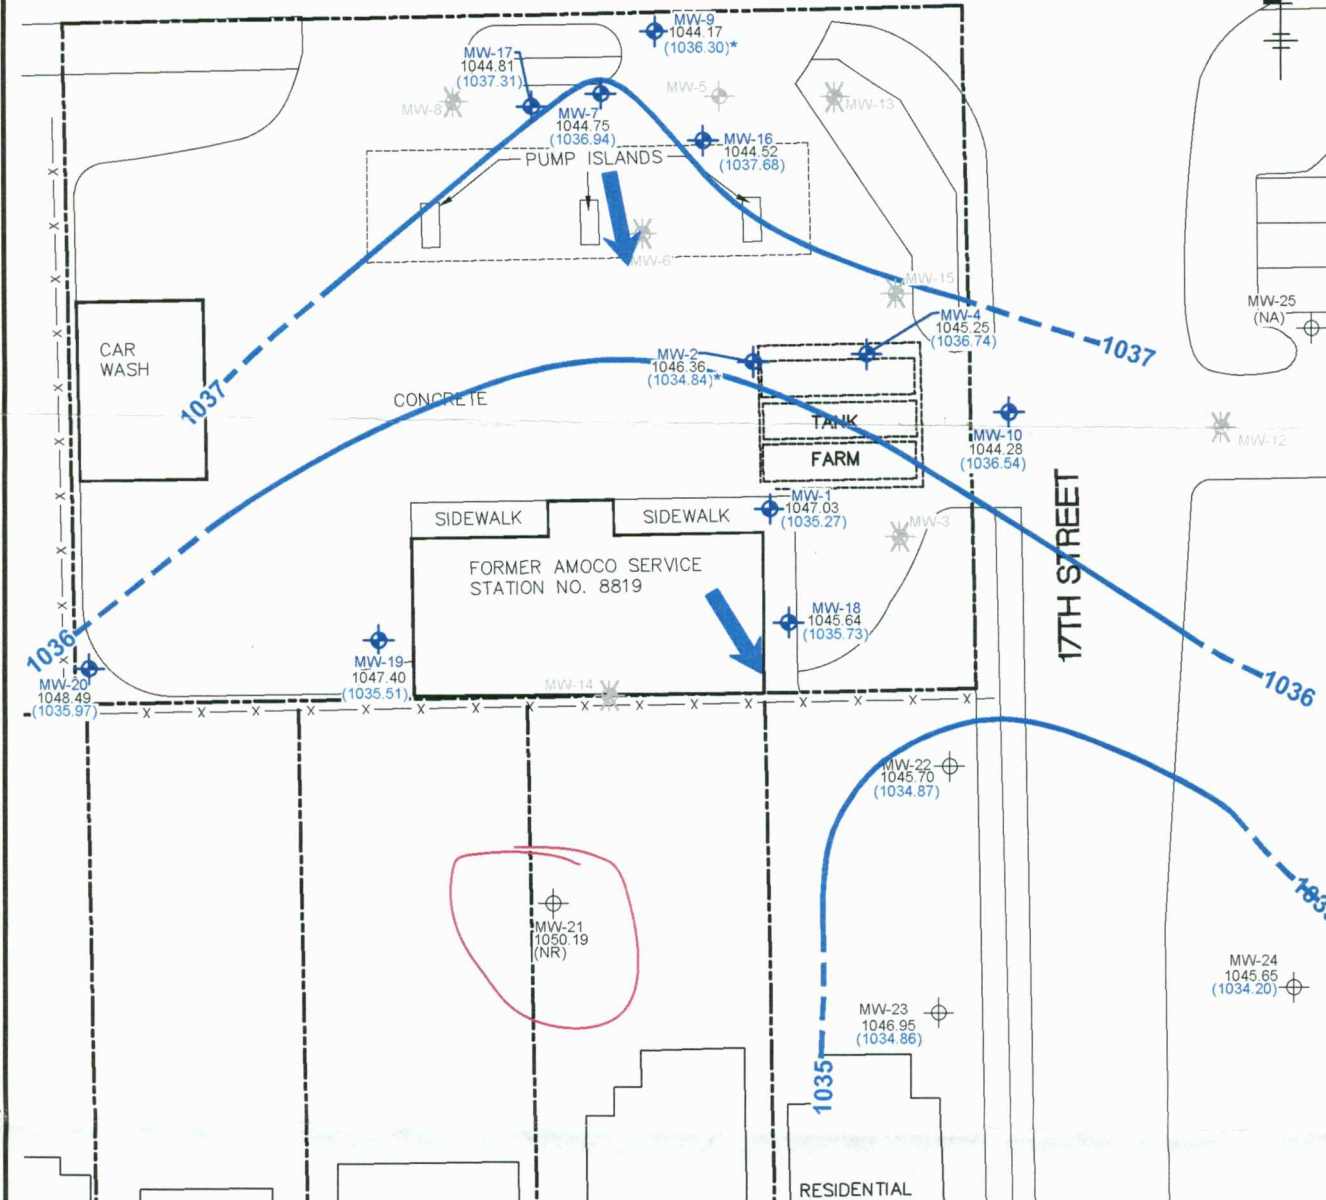 MW-9
1044.17
(1036.30)*
MW-17
1044.81
(1037.31)
MW-8
MW-5
MW-13
MW-7
1044.75
(1036.94)
MW-16
1044.52
(1037.68)
PUMP ISLANDS
MW-6
MW-15
MW-25
(NA)
MW-4
1045.25
(1036.74)
1037
CAR
WASH
MW-2
1046.36
(1034.84)*
1037
CONCRETE
TANK
FARM
MW-10
1044.28
(1036.54)
MW-12
MW-1
1047.03
(1035.27)
SIDEWALK
SIDEWALK
MW-3
17TH STREET
FORMER AMOCO SERVICE
STATION NO. 8819
MW-18
1045.64
(1035.73)
1036
MW-19
1047.40
(1035.51)
MW-20
1048.49
(1035.97)
MW-14
1036
MW-22
1045.70
(1034.87)
MW-21
1050.19
(NR)
MW-24
1045.65
(1034.20)
MW-23
1046.95
(1034.86)
1035
RESIDENTIAL